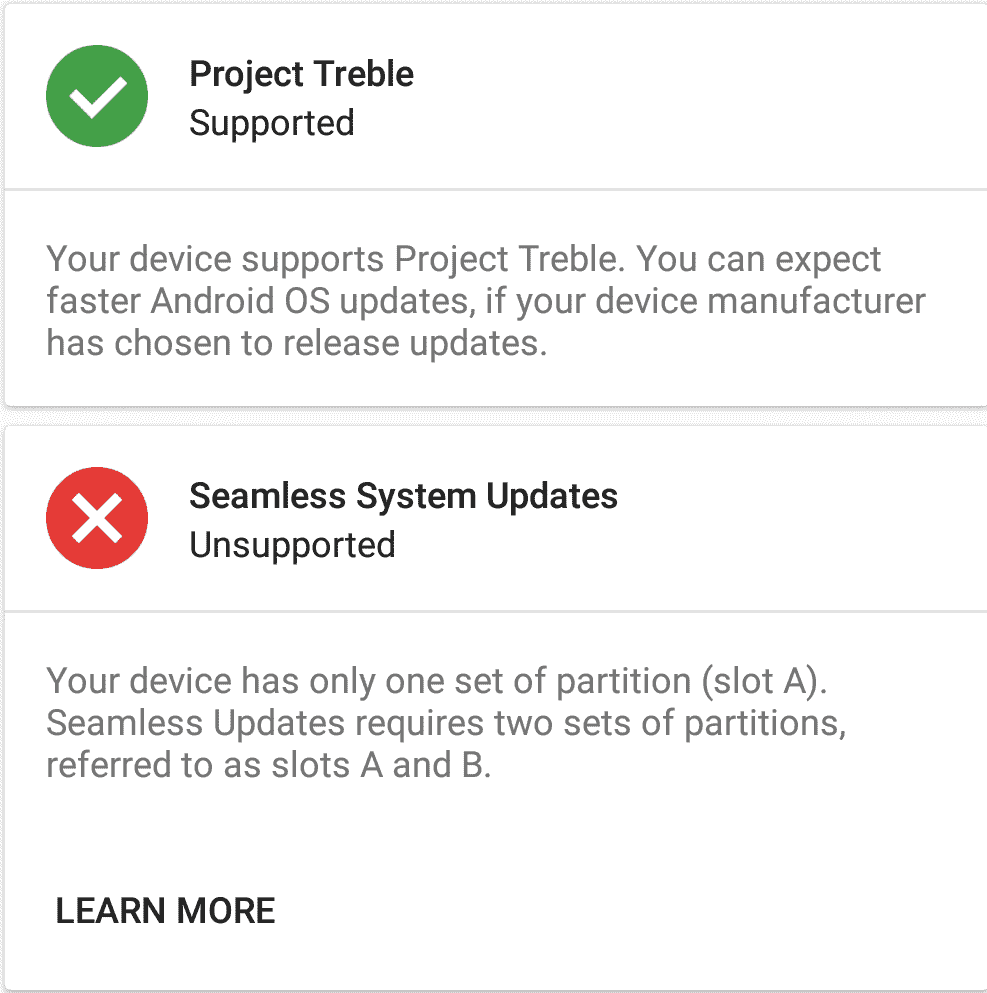 Project Treble
Supported
Your device supports Project Treble. You can expect
faster Android OS updates, if your device manufacturer
has chosen to release updates.
Seamless System Updates
Unsupported
Your device has only one set of partition (slot A).
Seamless Updates requires two sets of partitions,
referred to as slots A and B.
LEARN MORE